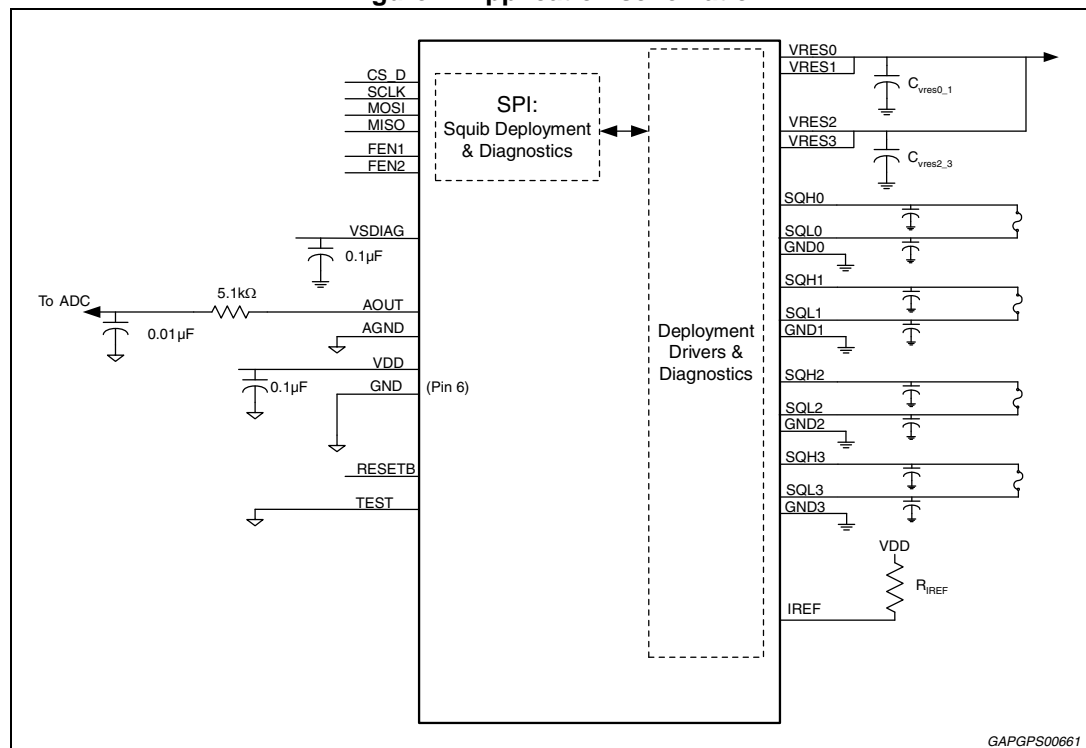 CS_D
SCLK
MOSI
MISO
FEN1
FEN2
VSDIAG
0.1µF
To ADC
5.1kΩ
0.01µF
AOUT
AGND
VDD
0.1µF
GND
(Pin 6)
RESETB
TEST
SPI:
Squib Deployment
& Diagnostics
Deployment
Drivers &
Diagnostics
VRES0
VRES1
Cvres0_1
VRES2
VRES3
Cvres2_3
SQH0
SQL0
GND0
SQH1
SQL1
GND1
SQH2
SQL2
GND2
SQH3
SQL3
GND3
VDD
RIREF
IREF
GAPGPS00661